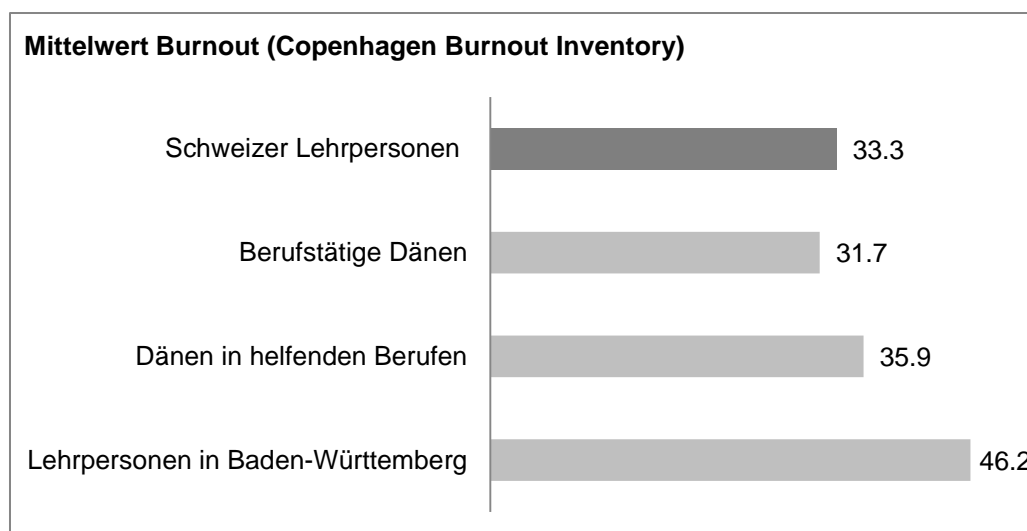 Mittelwert Burnout (Copenhagen Burnout Inventory)
Schweizer Lehrpersonen 33.3
Berufstätige Dänen 31.7
Dänen in helfenden Berufen 35.9
Lehrpersonen in Baden-Württemberg 46.2